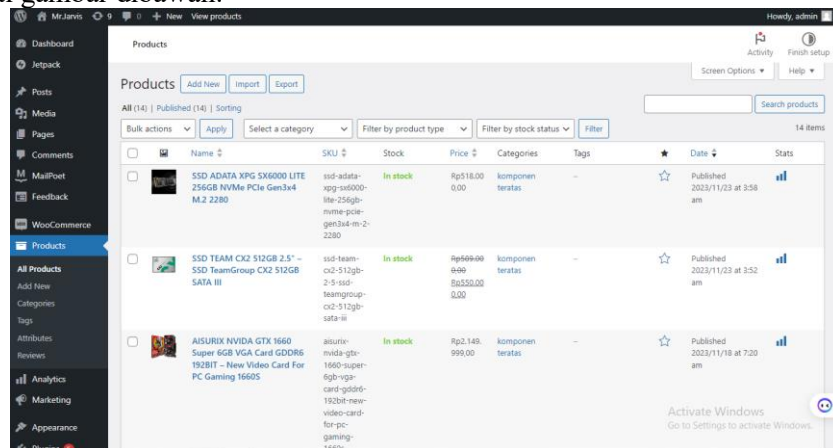 gambar dibawah.
MrJarvis 9 0 + New View products Howdy, admin
Dashboard
Jetpack
Posts
Media
Pages
Comments
MailPoet
Feedback
WooCommerce
Products
All Products
Add New
Categories
Tags
Attributes
Reviews
Analytics
Marketing
Appearance
Products
Activity Finish setup
Screen Options Help
Products Add New Import Export
All (14) | Published (14) | Sorting
Search products
Bulk actions Apply Select a category Filter by product type Filter by stock status Filter 14 items
Name SKU Stock Price Categories Tags Date Stats
SSD ADATA XPG SX6000 LITE
256GB NVMe PCIe Gen3x4
M.2 2280
ssd-adata-
xpg-sx6000-
lite-256gb-
nvme-pcie-
gen3x4-m-2-
2280
In stock
Rp518.00
0,00
komponen
teratas
–
Published
2023/11/23 at 3:58
am
SSD TEAM CX2 512GB 2.5" –
SSD TeamGroup CX2 512GB
SATA III
ssd-team-
cx2-512gb-
2-5-ssd-
teamgroup-
cx2-512gb-
sata-iii
In stock
Rp509.00
0,00
Rp550.00
0,00
komponen
teratas
–
Published
2023/11/23 at 3:52
am
AISURIX NVIDA GTX 1660
Super 6GB VGA Card GDDR6
192BIT – New Video Card For
PC Gaming 1660S
aisurix-
nvida-gtx-
1660-super-
6gb-vga-
card-gddr6-
192bit-new-
video-card-
for-pc-
gaming-
In stock
Rp2.149.
999,00
komponen
teratas
–
Published
2023/11/18 at 7:20
am
Activate Windows
Go to Settings to activate Windows.